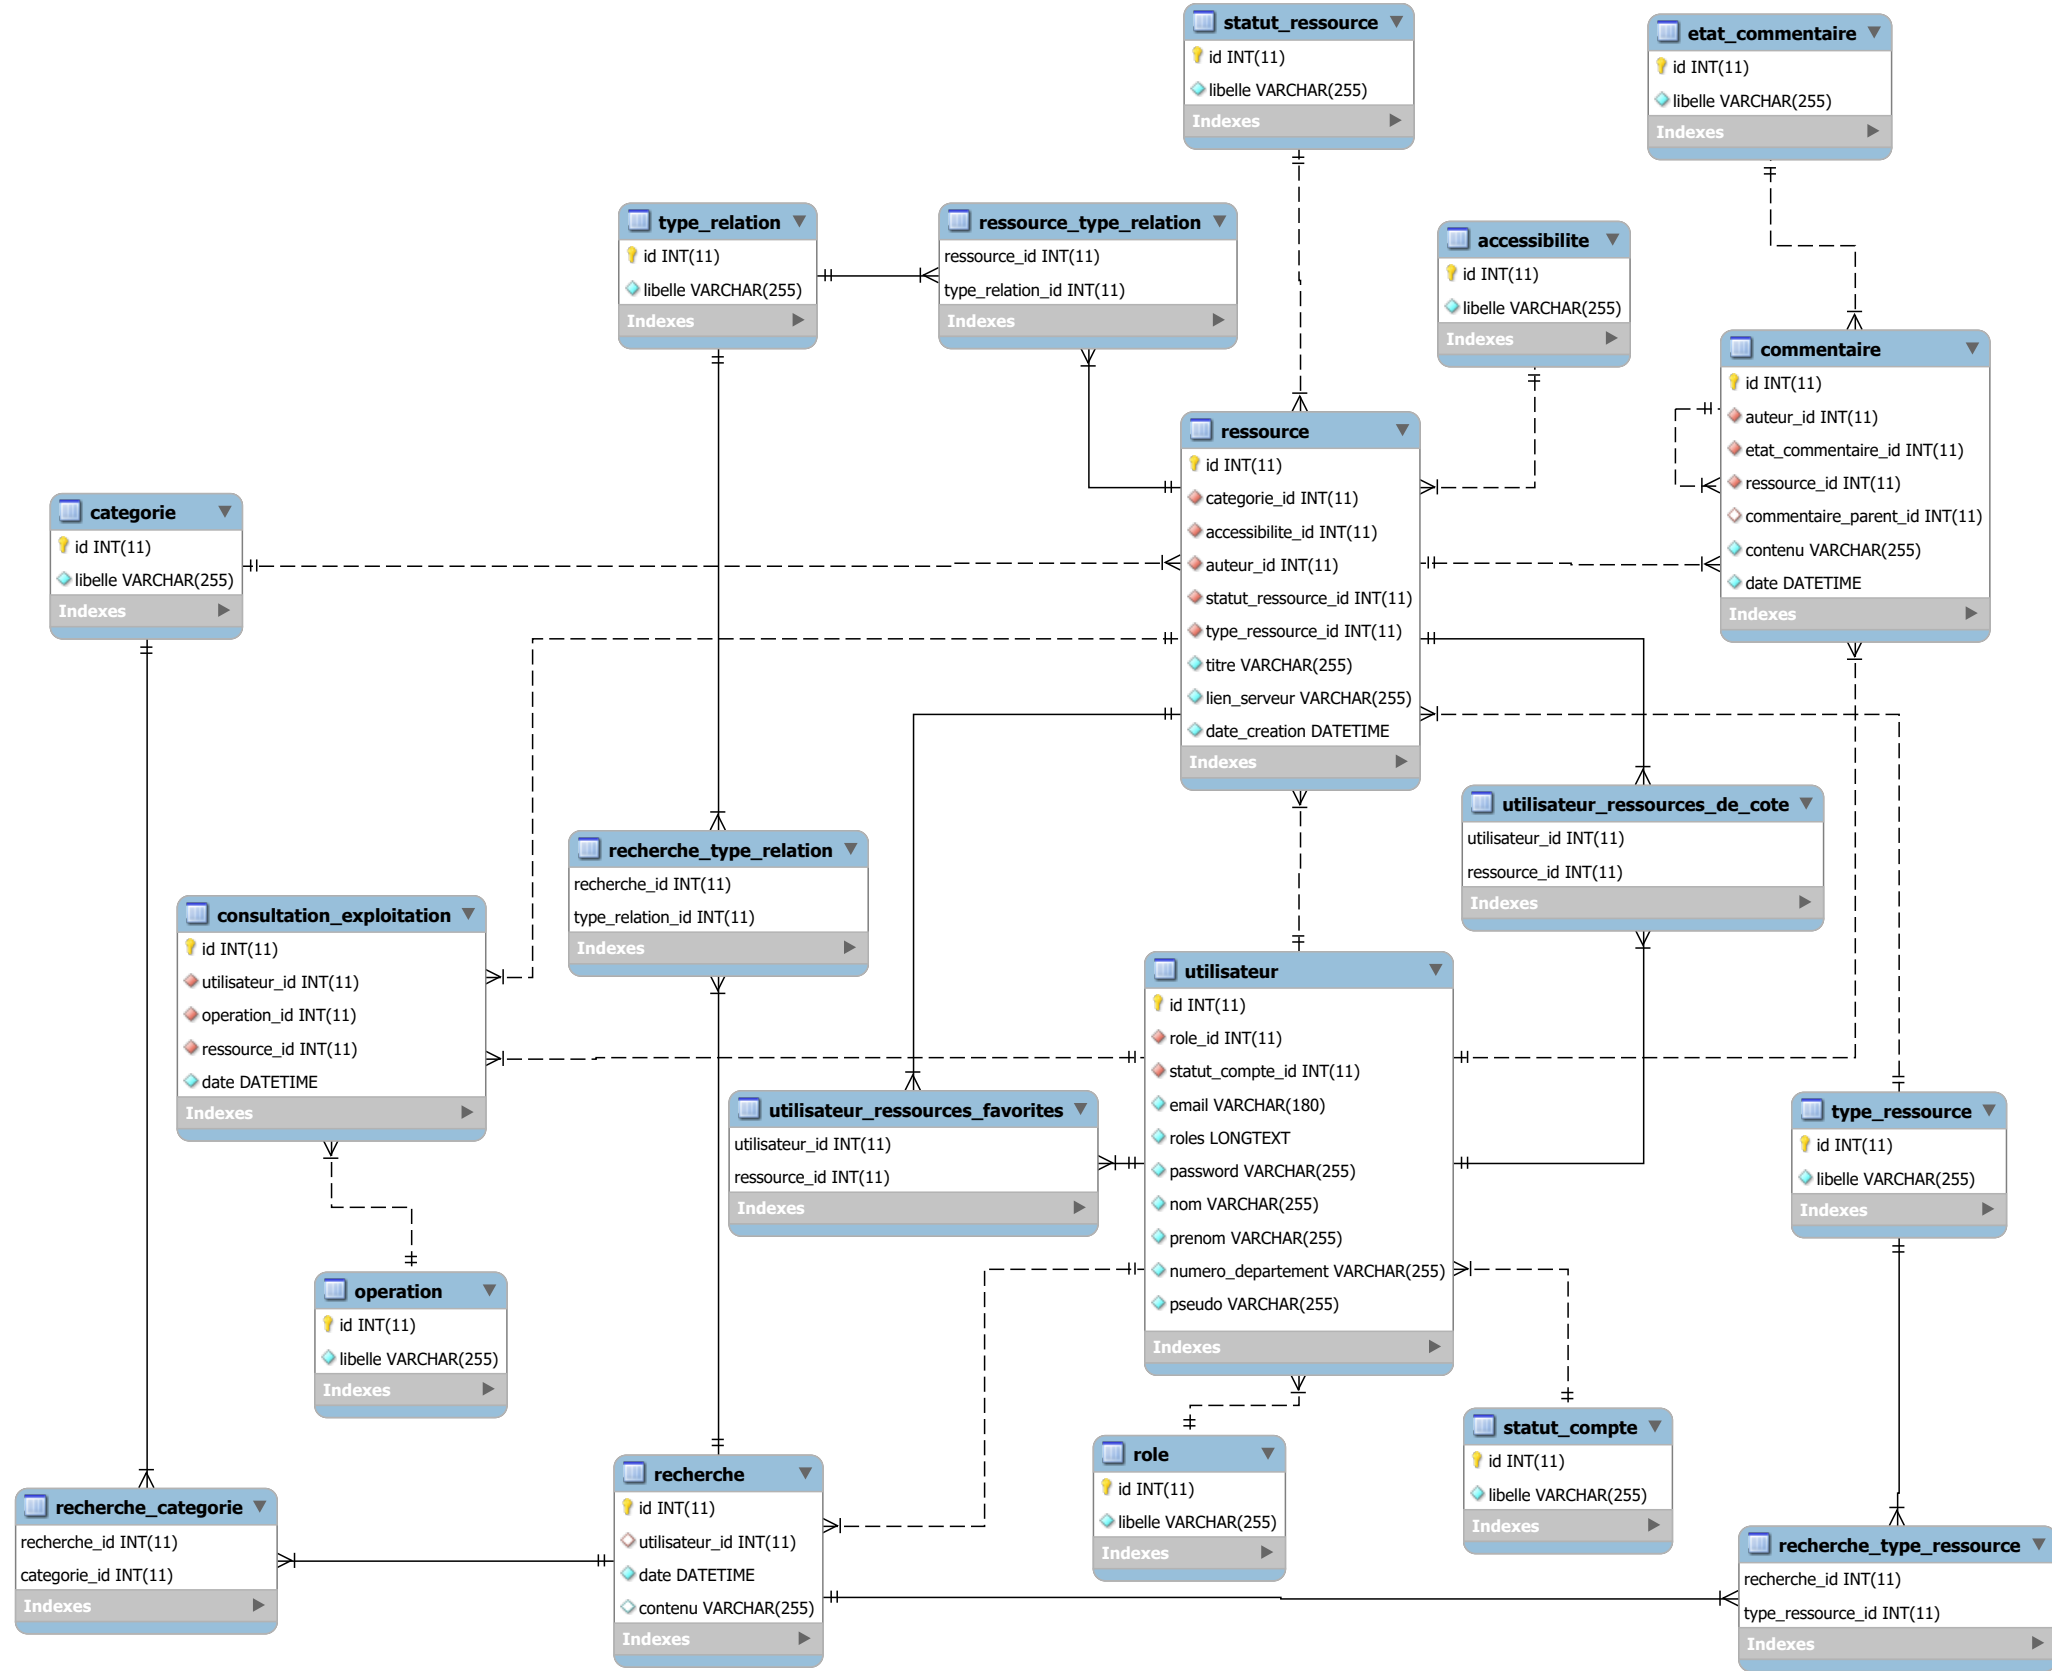 statut_ressource
id INT(11)
libelle VARCHAR(255)
Indexes
etat_commentaire
id INT(11)
libelle VARCHAR(255)
Indexes
type_relation
id INT(11)
libelle VARCHAR(255)
Indexes
ressource_type_relation
ressource_id INT(11)
type_relation_id INT(11)
Indexes
accessibilite
id INT(11)
libelle VARCHAR(255)
Indexes
commentaire
id INT(11)
auteur_id INT(11)
etat_commentaire_id INT(11)
ressource_id INT(11)
commentaire_parent_id INT(11)
contenu VARCHAR(255)
date DATETIME
Indexes
ressource
id INT(11)
categorie_id INT(11)
accessibilite_id INT(11)
auteur_id INT(11)
statut_ressource_id INT(11)
type_ressource_id INT(11)
titre VARCHAR(255)
lien_serveur VARCHAR(255)
date_creation DATETIME
Indexes
categorie
id INT(11)
libelle VARCHAR(255)
Indexes
utilisateur_ressources_de_cote
utilisateur_id INT(11)
ressource_id INT(11)
Indexes
recherche_type_relation
recherche_id INT(11)
type_relation_id INT(11)
Indexes
consultation_exploitation
id INT(11)
utilisateur_id INT(11)
operation_id INT(11)
ressource_id INT(11)
date DATETIME
Indexes
utilisateur
id INT(11)
role_id INT(11)
statut_compte_id INT(11)
email VARCHAR(180)
roles LONGTEXT
password VARCHAR(255)
nom VARCHAR(255)
prenom VARCHAR(255)
numero_departement VARCHAR(255)
pseudo VARCHAR(255)
Indexes
utilisateur_ressources_favorites
utilisateur_id INT(11)
ressource_id INT(11)
Indexes
type_ressource
id INT(11)
libelle VARCHAR(255)
Indexes
operation
id INT(11)
libelle VARCHAR(255)
Indexes
statut_compte
id INT(11)
libelle VARCHAR(255)
Indexes
role
id INT(11)
libelle VARCHAR(255)
Indexes
recherche
id INT(11)
utilisateur_id INT(11)
date DATETIME
contenu VARCHAR(255)
Indexes
recherche_categorie
recherche_id INT(11)
categorie_id INT(11)
Indexes
recherche_type_ressource
recherche_id INT(11)
type_ressource_id INT(11)
Indexes